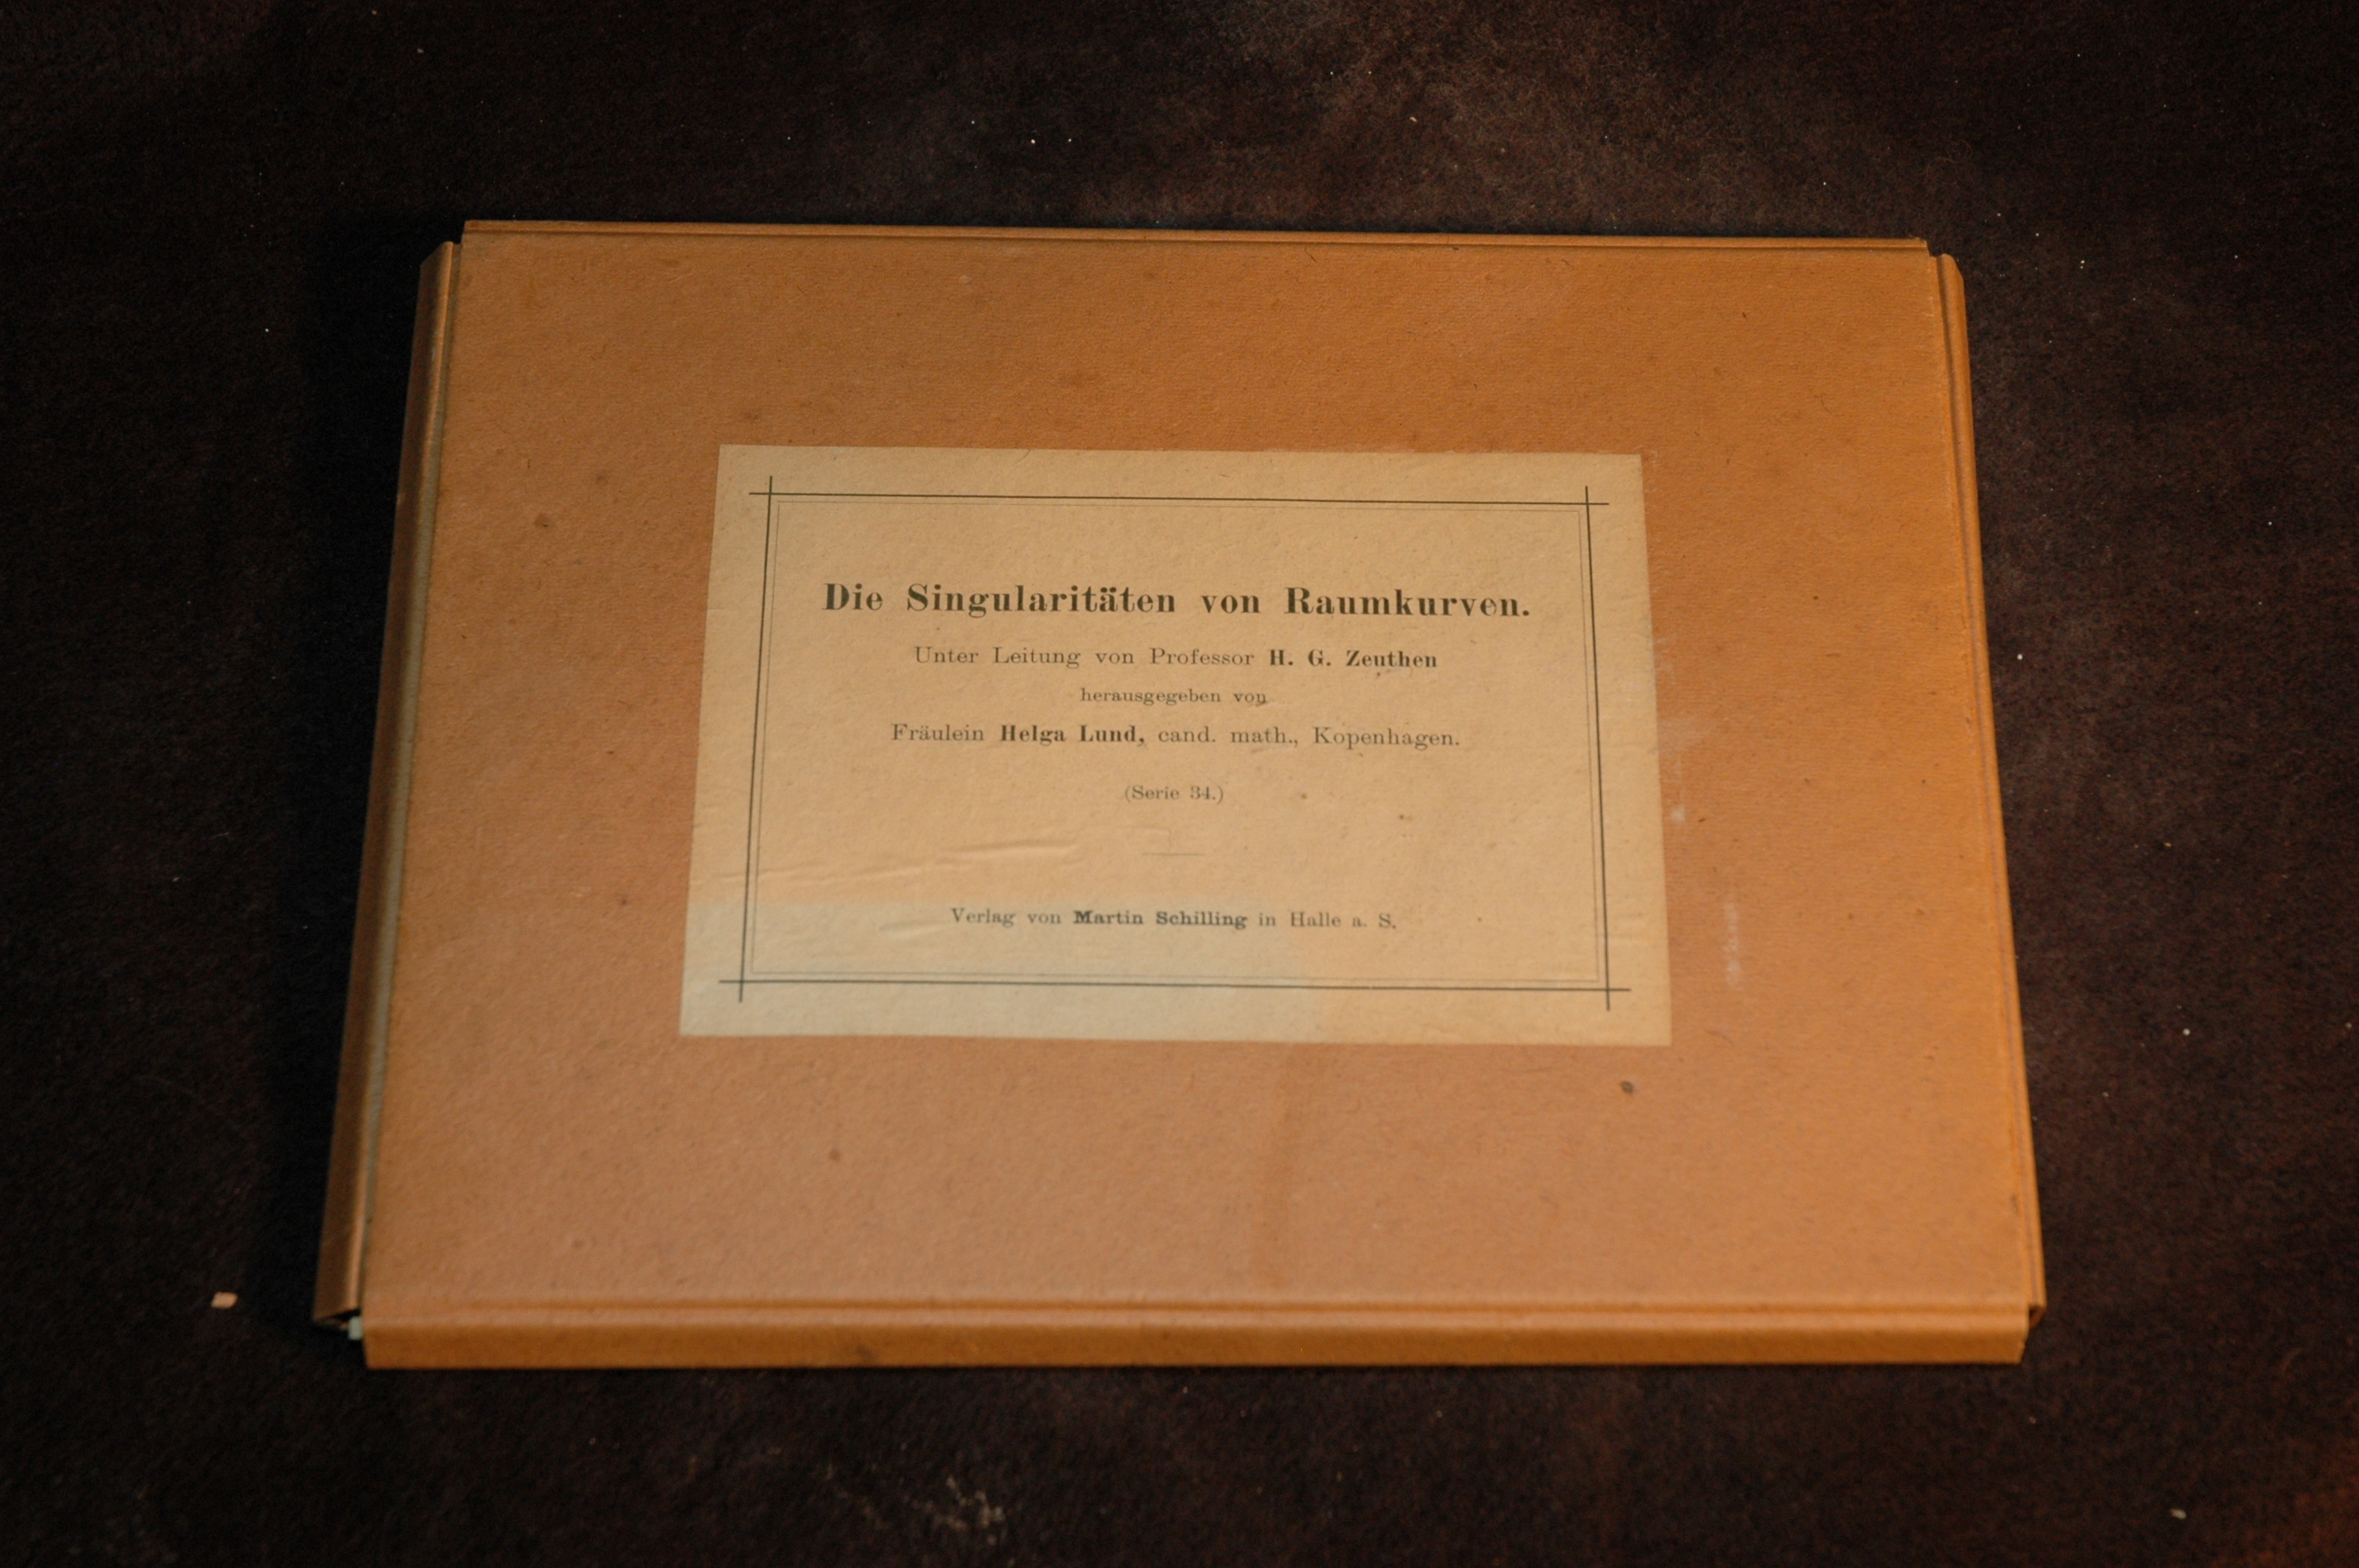 Die Singularitäten von Raumkurven.
Unter Leitung von Professor H. G. Zeuthen
herausgegeben von
Fräulein Helga Lund, cand. math., Kopenhagen.
(Serie 34.)
Verlag von Martin Schilling in Halle a. S.